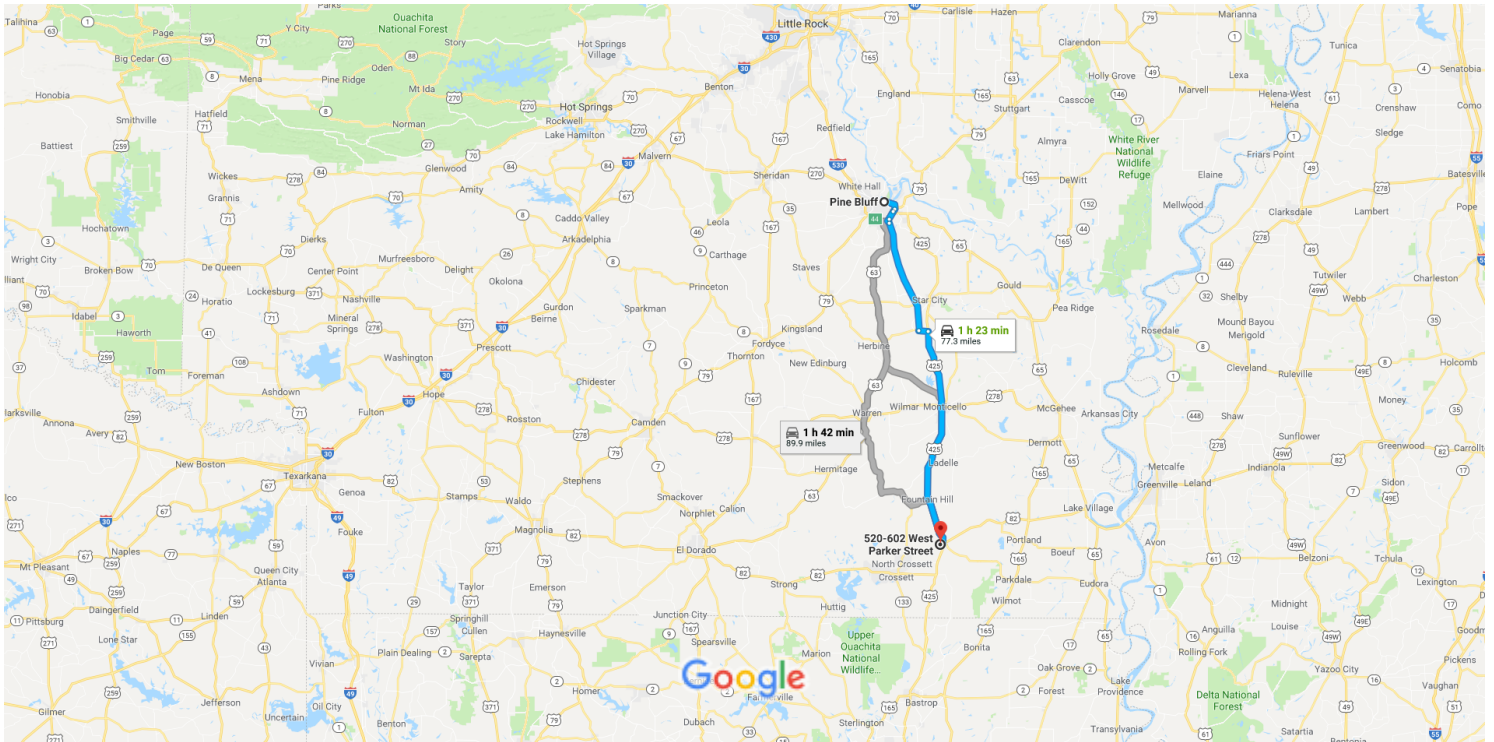 Talihina
Page
Parks
Y City
Ouachita
National Forest
Story
Big Cedar
Mena
Pine Ridge
Oden
Mt Ida
Hot Springs
Village
Benton
Little Rock
Carlisle
Hazen
Marianna
Clarendon
Tunica
Senatobia
Honobia
Smithville
Hatfield
Norman
Hot Springs
Rockwell
Lake Hamilton
England
Stuttgart
Casscoe
Holly Grove
Marvell
Lexa
Helena-West
Helena
Crenshaw
Como
Sledge
Battiest
Redfield
Almyra
White River
National
Wildlife
Refuge
Friars Point
Wickes
Glenwood
Malvern
Sheridan
White Hall
Pine Bluff
DeWitt
Elaine
Batesville
Grannis
Amity
Caddo Valley
Leola
Mellwood
Clarksdale
Lambert
Pope
Hochatown
Dierks
Arkadelphia
Carthage
Staves
Wright City
Broken Bow
De Queen
Center Point
Murfreesboro
Delight
Okolona
Princeton
Gould
Tutwiler
Charleston
Lockesburg
Nashville
Horatio
Gurdon
Beirne
Sparkman
Star City
Pea Ridge
Shelby
Webb
Idabel
Haworth
Mineral
Springs
Kingsland
1 h 23 min
77.3 miles
Rosedale
Mound Bayou
Merigold
Washington
Prescott
Fordyce
Thornton
Herbine
New Edinburg
Tom
Foreman
Ashdown
Hope
Chidester
Cleveland
Ruleville
Holcomb
Fulton
Rosston
Camden
Warren
Wilmar
Monticello
McGehee
Arkansas City
Shaw
Money
Annona
Avery
1 h 42 min
89.9 miles
Dermott
Sunflower
Greenwood
New Boston
Texarkana
Hermitage
Ladelle
Metcalfe
Greenville
Leland
Indianola
Genoa
Stamps
Waldo
Stephens
Smackover
Norphlet
Calion
Fountain Hill
Lake Village
Sidon
Fouke
Magnolia
520-602 West
Parker Street
Portland
Naples
El Dorado
North Crossett
Crossett
Boeuf
Avon
Tchula
Mt Pleasant
Queen City
Atlanta
Taylor
Emerson
Strong
Parkdale
Wilmot
Eudora
Belzoni
Lexington
Daingerfield
Pittsburg
Linden
Springhill
Cullen
Junction City
Huttig
Midnight
Louise
Lone Star
Haynesville
Spearsville
Marion
Upper
Ouachita
National
Wildlife...
Bonita
Anguilla
Rolling Fork
Vivian
Plain Dealing
Sarepta
Oak Grove
Yazoo City
Pickens
Google
Homer
Forest
Lake
Providence
Delta National
Forest
Vaughan
Gilmer
Jefferson
Uncertain
Oil City
Benton
Dubach
Sterlington
Bastrop
Transylvania
Satartia
Bentonia